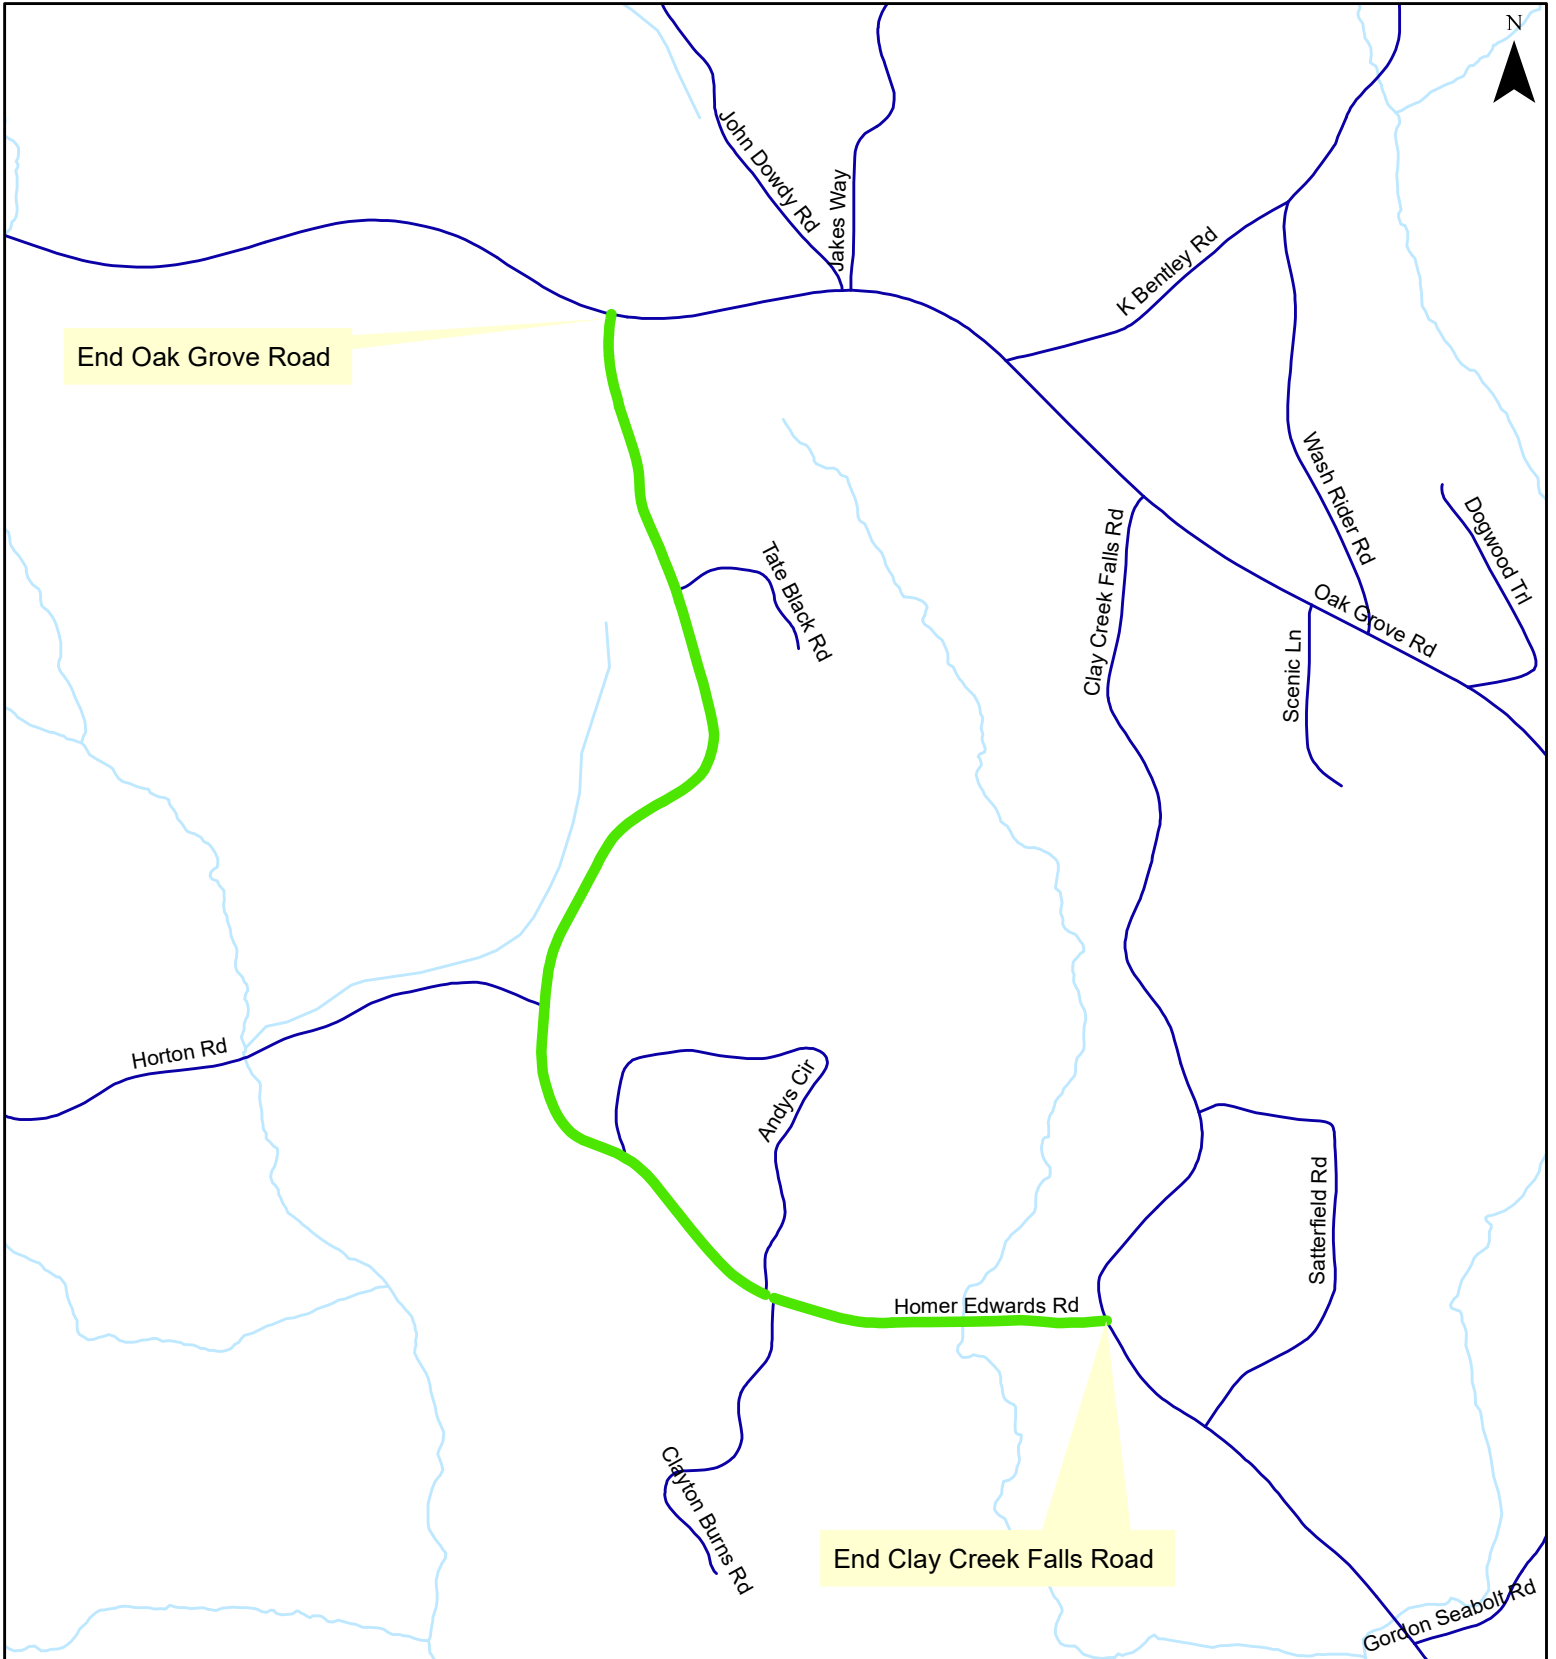 N
John Dowdy Rd
Jakes Way
K Bentley Rd
End Oak Grove Road
Wash Rider Rd
Dogwood Trl
Clay Creek Falls Rd
Tate Black Rd
Oak Grove Rd
Scenic Ln
Horton Rd
Andys Cir
Satterfield Rd
Homer Edwards Rd
Clayton Burns Rd
End Clay Creek Falls Road
Gordon Seabolt Rd